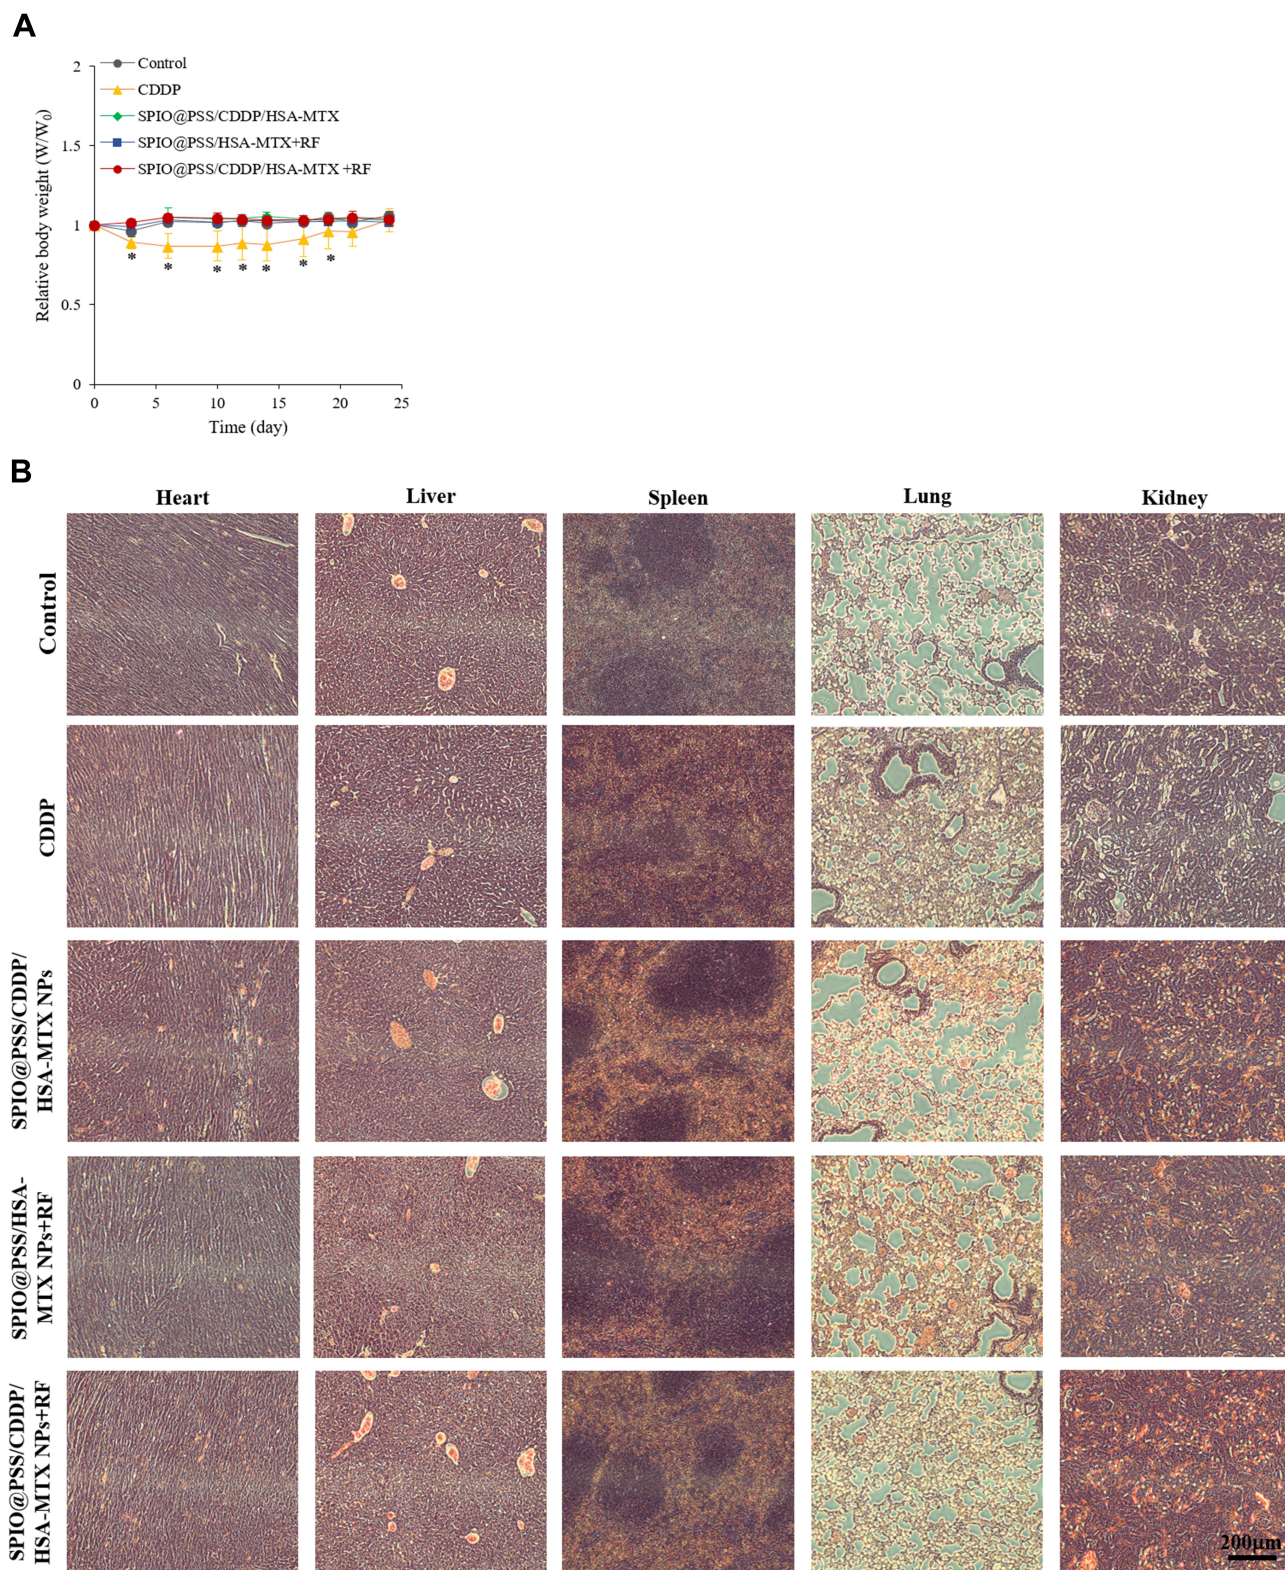 A
Control
CDDP
SPIO@PSS/CDDP/HSA-MTX
SPIO@PSS/HSA-MTX+RF
SPIO@PSS/CDDP/HSA-MTX +RF
Relative body weight (W/W₀)
2
1.5
1
0.5
0
* * * * * * *
0 5 10 15 20 25
Time (day)
B
Heart Liver Spleen Lung Kidney
Control
CDDP
SPIO@PSS/CDDP/
HSA-MTX NPs
SPIO@PSS/HSA-
MTX NPs+RF
SPIO@PSS/CDDP/
HSA-MTX NPs+RF
200μm